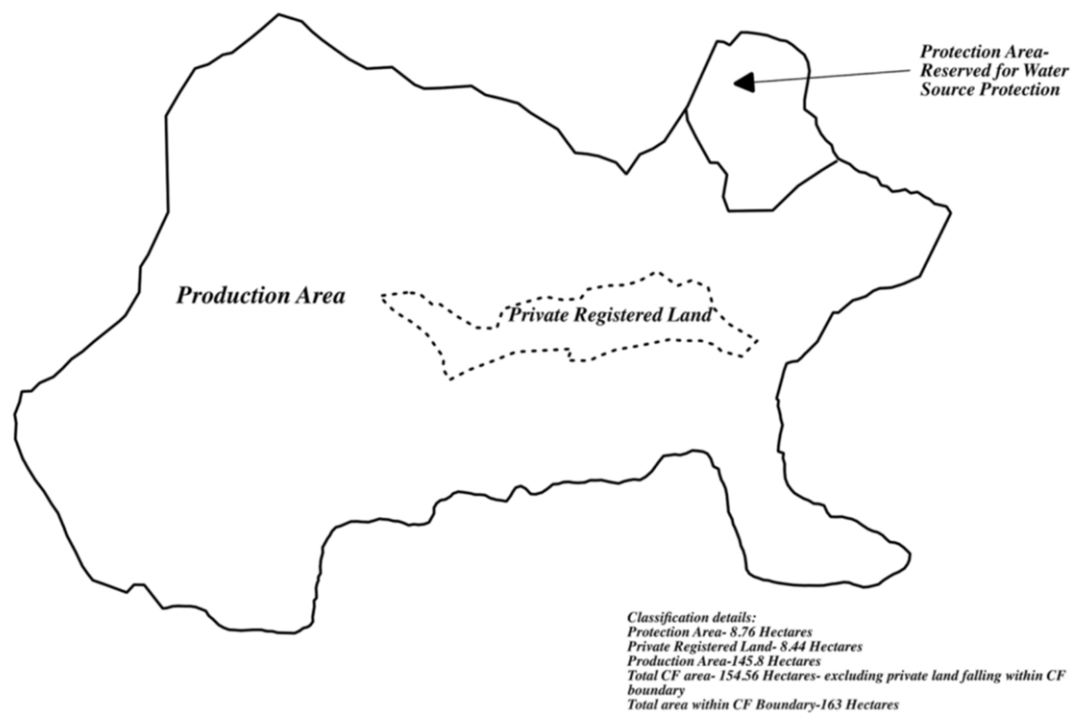 Protection Area-
Reserved for Water
Source Protection
Production Area
Private Registered Land
Classification details:
Protection Area- 8.76 Hectares
Private Registered Land- 8.44 Hectares
Production Area-145.8 Hectares
Total CF area- 154.56 Hectares- excluding private land falling within CF
boundary
Total area within CF Boundary-163 Hectares